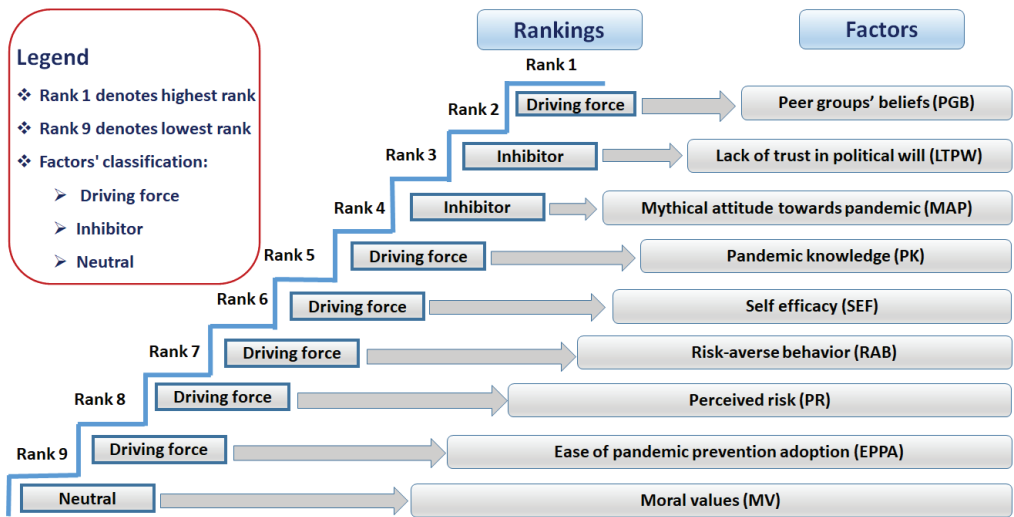 Rankings
Factors
Legend
❖ Rank 1 denotes highest rank
❖ Rank 9 denotes lowest rank
❖ Factors' classification:
➢ Driving force
➢ Inhibitor
➢ Neutral
Rank 1
Driving force
Peer groups’ beliefs (PGB)
Rank 2
Inhibitor
Lack of trust in political will (LTPW)
Rank 3
Inhibitor
Mythical attitude towards pandemic (MAP)
Rank 4
Driving force
Pandemic knowledge (PK)
Rank 5
Driving force
Self efficacy (SEF)
Rank 6
Driving force
Risk-averse behavior (RAB)
Rank 7
Driving force
Perceived risk (PR)
Rank 8
Driving force
Ease of pandemic prevention adoption (EPPA)
Rank 9
Neutral
Moral values (MV)